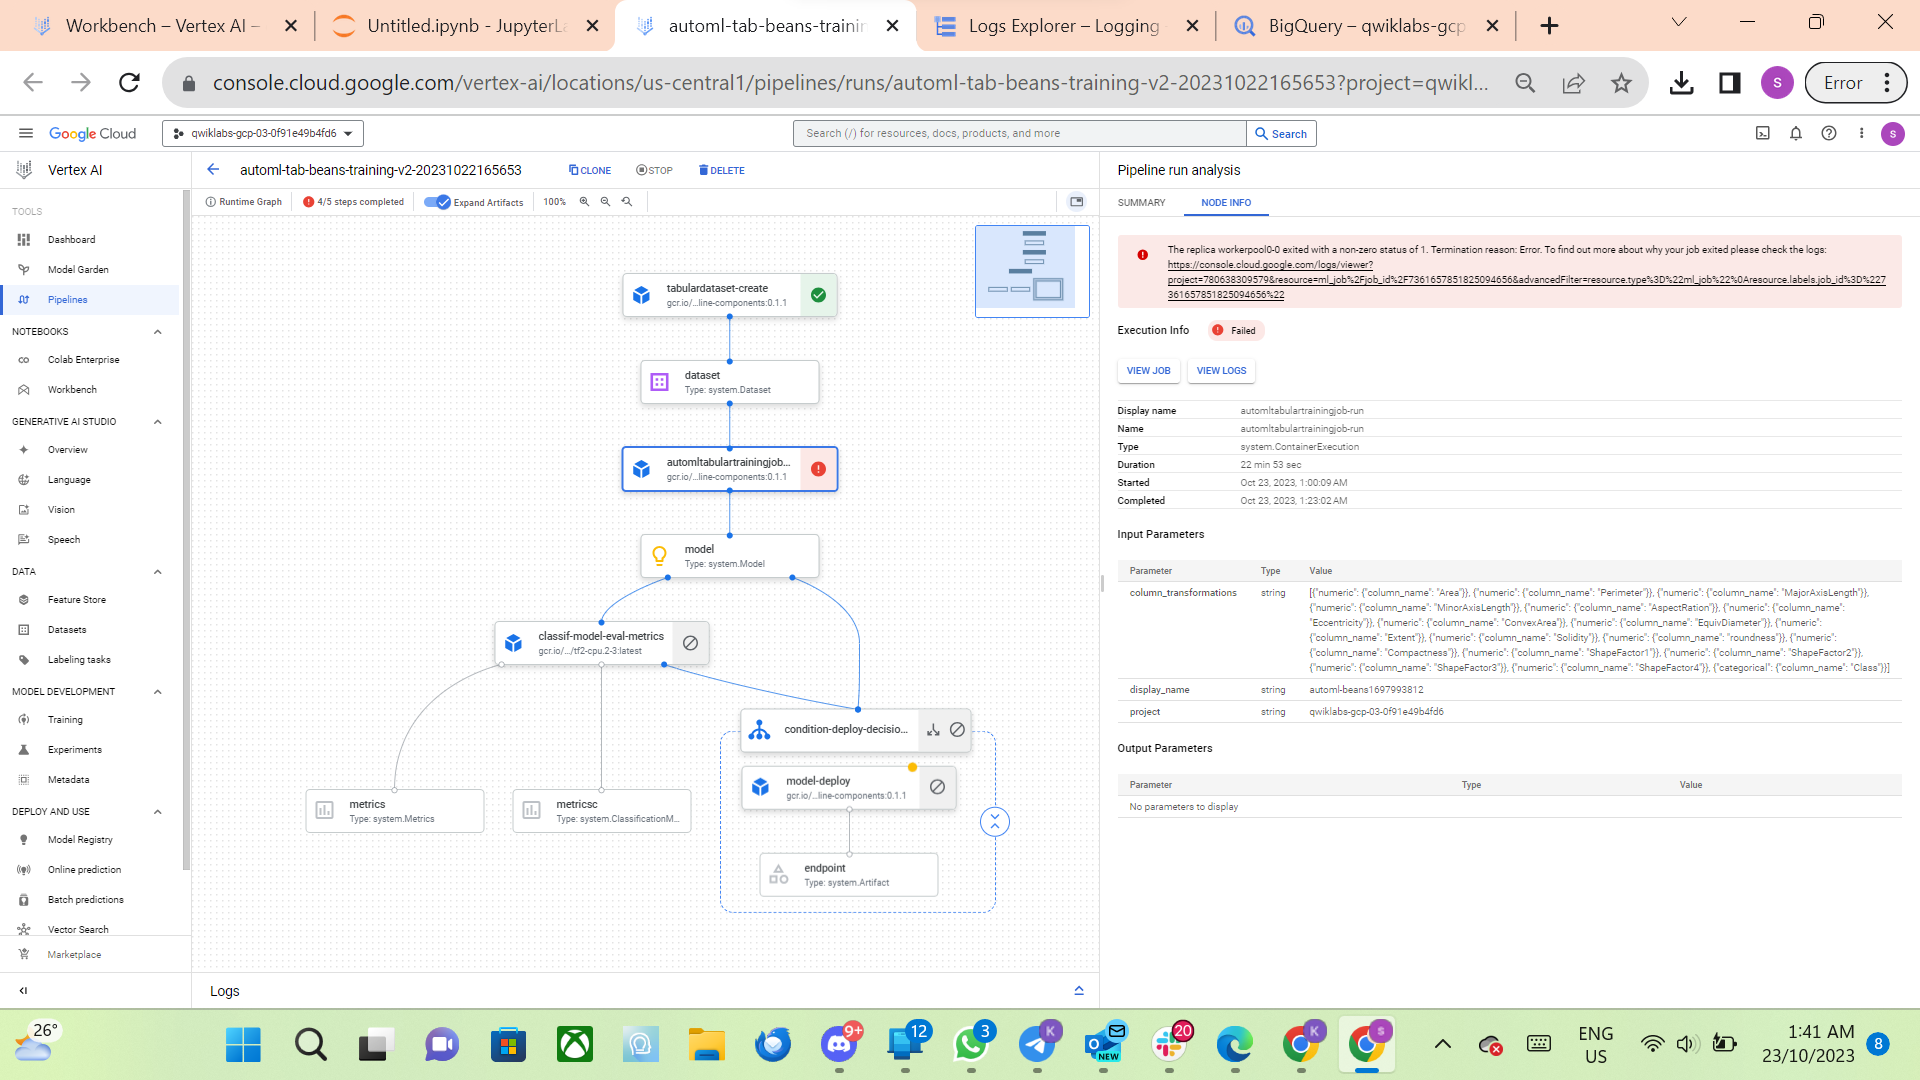 Workbench – Vertex AI –
Untitled.ipynb - JupyterLa
automl-tab-beans-trainin
Logs Explorer – Logging
BigQuery – qwiklabs-gcp
console.cloud.google.com/vertex-ai/locations/us-central1/pipelines/runs/automl-tab-beans-training-v2-20231022165653?project=qwikl...
S
Error
Google Cloud
qwiklabs-gcp-03-0f91e49b4fd6
Search (/) for resources, docs, products, and more
Search
S
Vertex AI
automl-tab-beans-training-v2-20231022165653
CLONE
STOP
DELETE
Pipeline run analysis
Runtime Graph
4/5 steps completed
Expand Artifacts
100%
SUMMARY
NODE INFO
TOOLS
Dashboard
Model Garden
Pipelines
NOTEBOOKS
Colab Enterprise
Workbench
GENERATIVE AI STUDIO
Overview
Language
Vision
Speech
DATA
Feature Store
Datasets
Labeling tasks
MODEL DEVELOPMENT
Training
Experiments
Metadata
DEPLOY AND USE
Model Registry
Online prediction
Batch predictions
Vector Search
Marketplace
tabulardataset-create
gcr.io/...line-components:0.1.1
dataset
Type: system.Dataset
automltabulartrainingjob...
gcr.io/...line-components:0.1.1
model
Type: system.Model
classif-model-eval-metrics
gcr.io/.../tf2-cpu.2-3:latest
condition-deploy-decisio...
model-deploy
gcr.io/...line-components:0.1.1
metrics
Type: system.Metrics
metricsc
Type: system.ClassificationM...
endpoint
Type: system.Artifact
Logs
The replica workerpool0-0 exited with a non-zero status of 1. Termination reason: Error. To find out more about why your job exited please check the logs:
https://console.cloud.google.com/logs/viewer?
project=780638309579&resource=ml_job%2Fjob_id%2F7361657851825094656&advancedFilter=resource.type%3D%22ml_job%22%0Aresource.labels.job_id%3D%227
361657851825094656%22
Execution Info
Failed
VIEW JOB
VIEW LOGS
Display name automltabulartrainingjob-run
Name automltabulartrainingjob-run
Type system.ContainerExecution
Duration 22 min 53 sec
Started Oct 23, 2023, 1:00:09 AM
Completed Oct 23, 2023, 1:23:02 AM
Input Parameters
Parameter Type Value
column_transformations string [{"numeric": {"column_name": "Area"}}, {"numeric": {"column_name": "Perimeter"}}, {"numeric": {"column_name": "MajorAxisLength"}},
{"numeric": {"column_name": "MinorAxisLength"}}, {"numeric": {"column_name": "AspectRation"}}, {"numeric": {"column_name":
"Eccentricity"}}, {"numeric": {"column_name": "ConvexArea"}}, {"numeric": {"column_name": "EquivDiameter"}}, {"numeric":
{"column_name": "Extent"}}, {"numeric": {"column_name": "Solidity"}}, {"numeric": {"column_name": "roundness"}}, {"numeric":
{"column_name": "Compactness"}}, {"numeric": {"column_name": "ShapeFactor1"}}, {"numeric": {"column_name": "ShapeFactor2"}},
{"numeric": {"column_name": "ShapeFactor3"}}, {"numeric": {"column_name": "ShapeFactor4"}}, {"categorical": {"column_name": "Class"}}]
display_name string automl-beans1697993812
project string qwiklabs-gcp-03-0f91e49b4fd6
Output Parameters
Parameter Type Value
No parameters to display
26°
9+
12
3
K
NEW
20
K
S
ENG
US
1:41 AM
23/10/2023
8